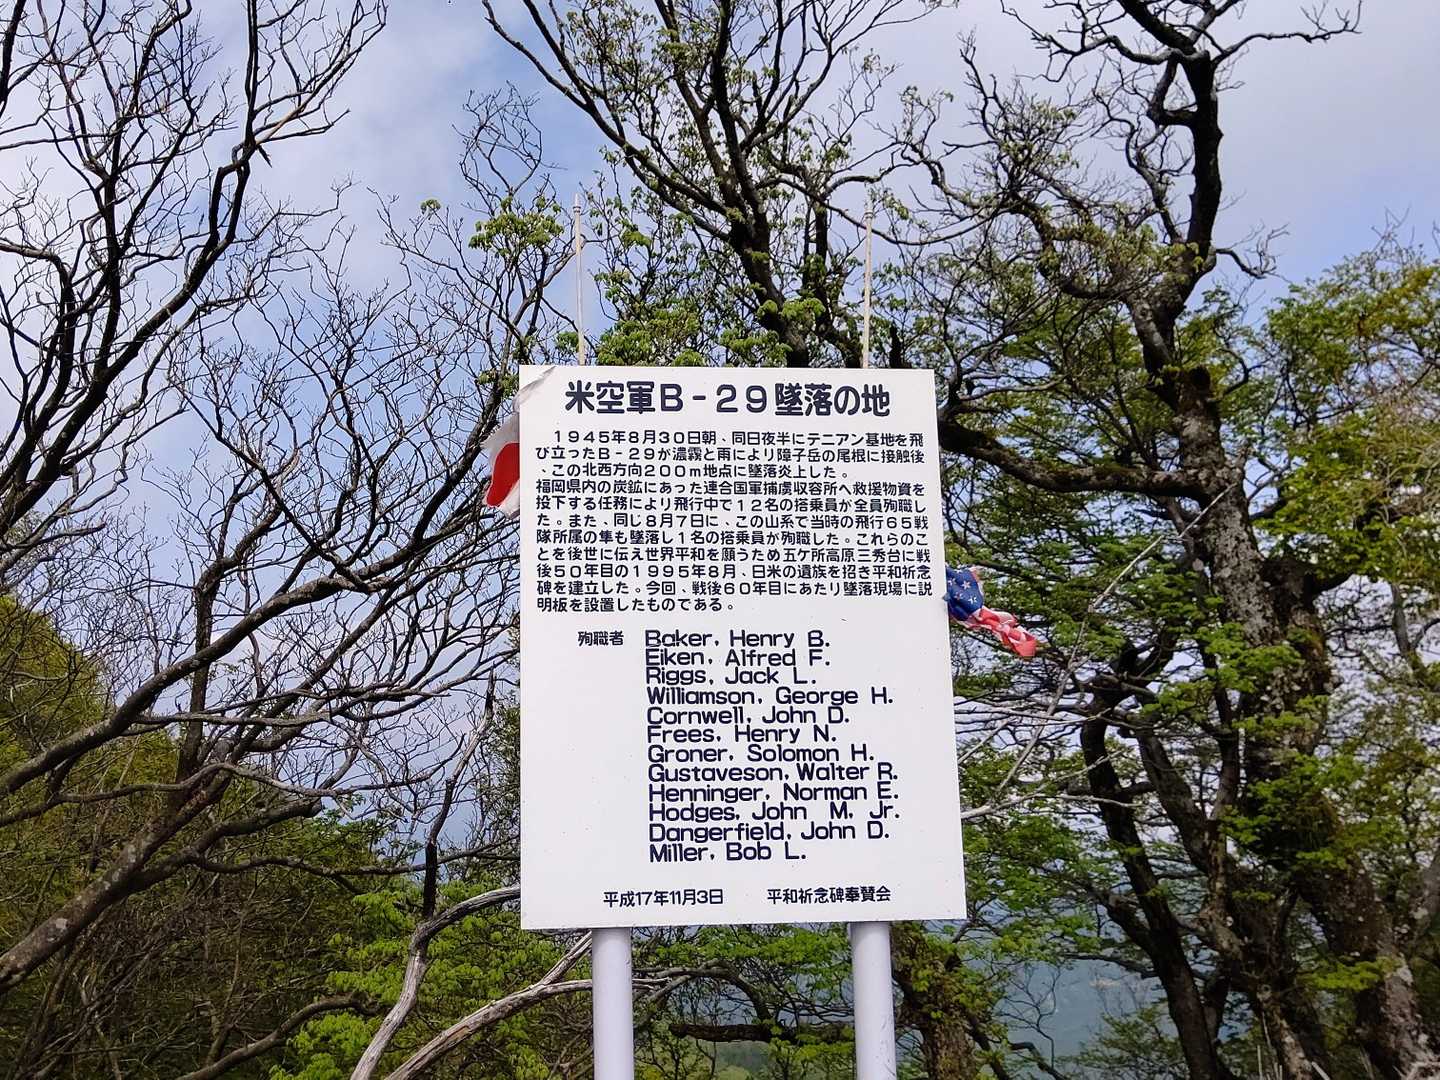 米空軍B-29墜落の地
1945年8月30日朝、同日夜半にテニアン基地を飛
び立ったB-29が濃霧と雨により障子岳の尾根に接触後
、この北西方向200m地点に墜落炎上した。
福岡県内の炭鉱にあった連合国軍捕虜収容所へ救援物資を
投下する任務により飛行中で12名の搭乗員が全員殉職し
た。また、同じ8月7日に、この山系で当時の飛行65戦
隊所属の隼も墜落し1名の搭乗員が殉職した。これらのこ
とを後世に伝え世界平和を願うため五ケ所高原三秀台に戦
後50年目の1995年8月、日米の遺族を招き平和祈念
碑を建立した。今回、戦後60年目にあたり墜落現場に説
明板を設置したものである。
殉職者 Baker, Henry B.
Eiken, Alfred F.
Riggs, Jack L.
Williamson, George H.
Cornwell, John D.
Frees, Henry N.
Groner, Solomon H.
Gustaveson, Walter R.
Henninger, Norman E.
Hodges, John M, Jr.
Dangerfield, John D.
Miller, Bob L.
平成17年11月3日 平和祈念碑奉賛会